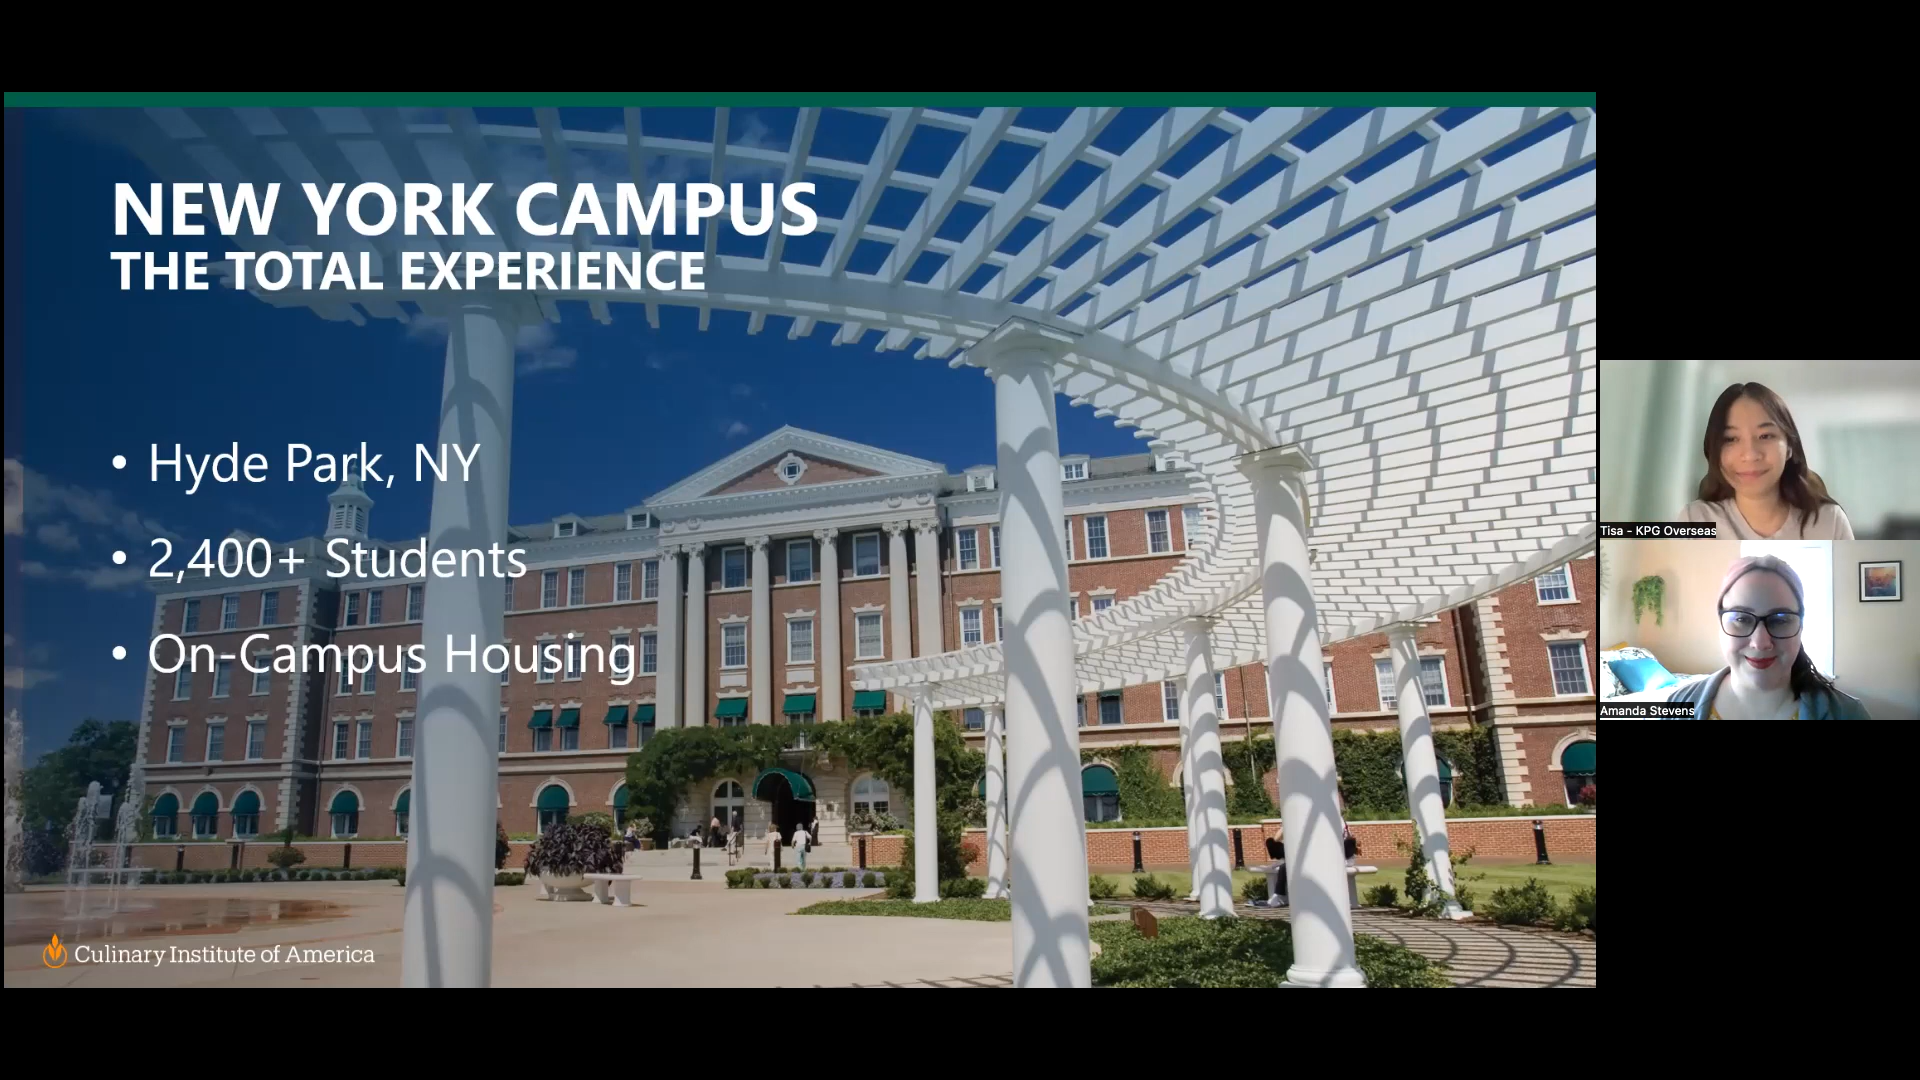 NEW YORK CAMPUS
THE TOTAL EXPERIENCE
• Hyde Park, NY
• 2,400+ Students
• On-Campus Housing
Culinary Institute of America
Tisa - KPG Overseas
Amanda Stevens